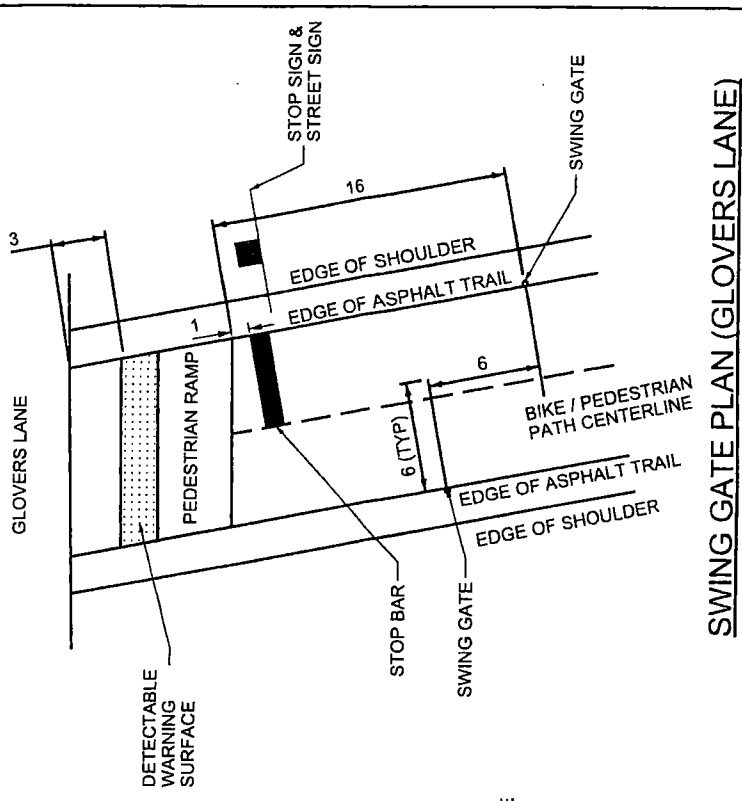 GLOVERS LANE
3
STOP SIGN &
STREET SIGN
SWING GATE
16
EDGE OF SHOULDER
EDGE OF ASPHALT TRAIL
1
PEDESTRIAN RAMP
6
BIKE / PEDESTRIAN
PATH CENTERLINE
6 (TYP)
EDGE OF ASPHALT TRAIL
EDGE OF SHOULDER
DETECTABLE
WARNING
SURFACE
STOP BAR
SWING GATE
SWING GATE PLAN (GLOVERS LANE)